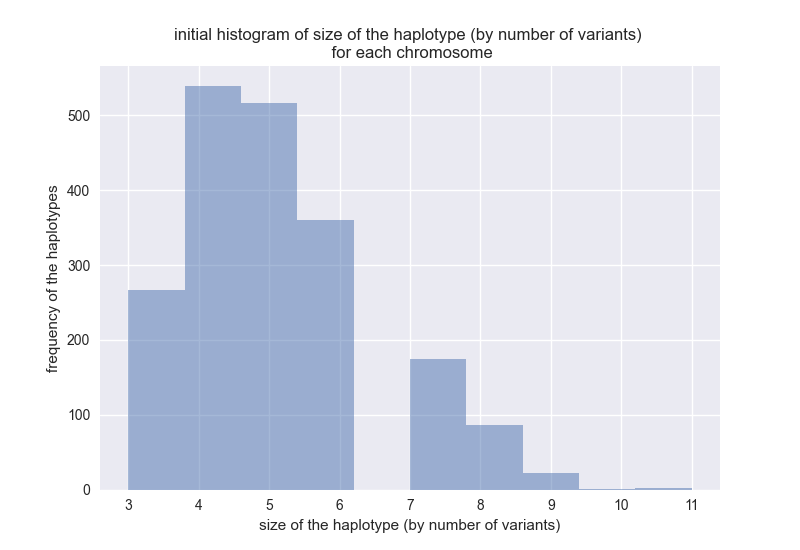 initial histogram of size of the haplotype (by number of variants)
for each chromosome
500
400
300
200
100
0
frequency of the haplotypes
3 4 5 6 7 8 9 10 11
size of the haplotype (by number of variants)